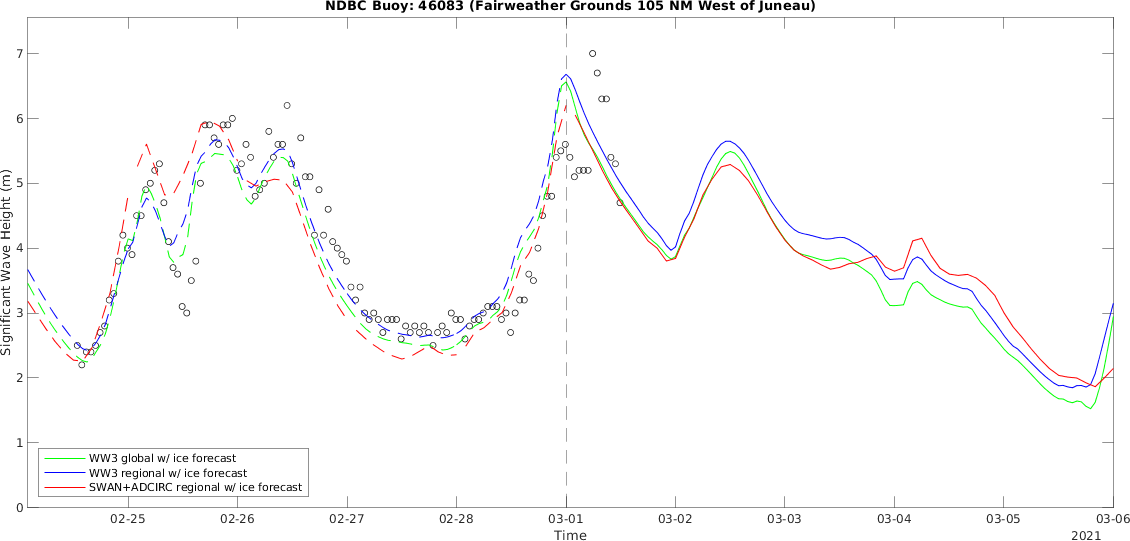 NDBC Buoy: 46083 (Fairweather Grounds 105 NM West of Juneau)
Significant Wave Height (m)
7
6
5
4
3
2
1
0
WW3 global w/ ice forecast
WW3 regional w/ ice forecast
SWAN+ADCIRC regional w/ ice forecast
02-25 02-26 02-27 02-28 03-01 03-02 03-03 03-04 03-05 03-06
Time
2021